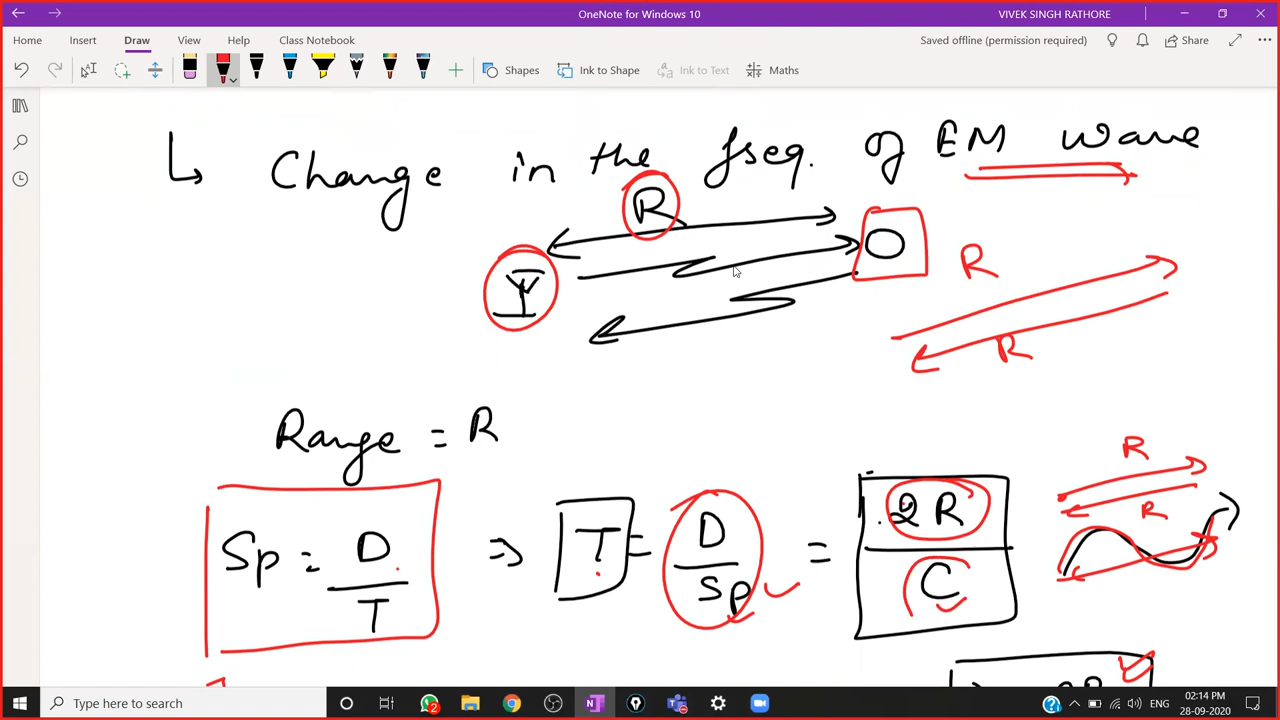 OneNote for Windows 10
VIVEK SINGH RATHORE
Home Insert Draw View Help Class Notebook
Saved offline (permission required)
Share
Shapes
Ink to Shape
Ink to Text
Maths
↳ Change in the freq. of EM wave
R
O
R
R
Range = R
R
R
Sp = D/T ⇒ T = D/Sp = 2R/C
Type here to search
2
ENG
02:14 PM
28-09-2020